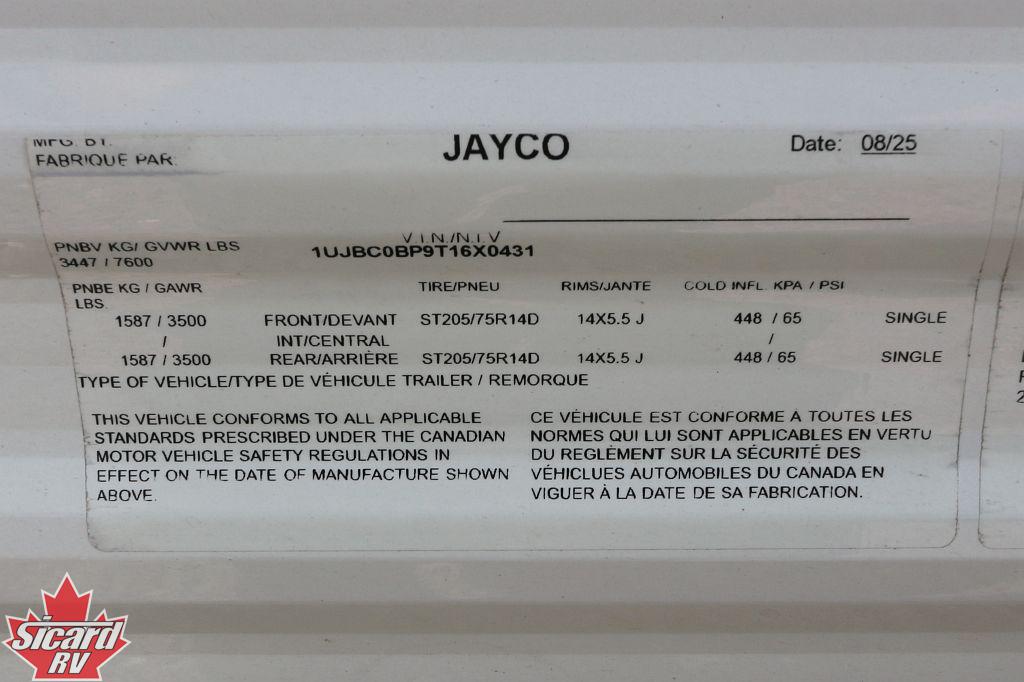 MFG. BY:
FABRIQUE PAR:
JAYCO
Date: 08/25
V.I.N./N.I.V
PNBV KG/ GVWR LBS
3447 / 7600
1UJBC0BP9T16X0431
PNBE KG / GAWR LBS. TIRE/PNEU RIMS/JANTE COLD INFL. KPA / PSI
1587 / 3500 FRONT/DEVANT ST205/75R14D 14X5.5 J 448 / 65 SINGLE
/ INT/CENTRAL /
1587 / 3500 REAR/ARRIÈRE ST205/75R14D 14X5.5 J 448 / 65 SINGLE
TYPE OF VEHICLE/TYPE DE VÉHICULE TRAILER / REMORQUE
THIS VEHICLE CONFORMS TO ALL APPLICABLE
STANDARDS PRESCRIBED UNDER THE CANADIAN
MOTOR VEHICLE SAFETY REGULATIONS IN
EFFECT ON THE DATE OF MANUFACTURE SHOWN
ABOVE.
CE VÉHICULE EST CONFORME À TOUTES LES
NORMES QUI LUI SONT APPLICABLES EN VERTU
DU REGLÈMENT SUR LA SÉCURITÉ DES
VÉHICLUES AUTOMOBILES DU CANADA EN
VIGUER À LA DATE DE SA FABRICATION.
Sicard
RV